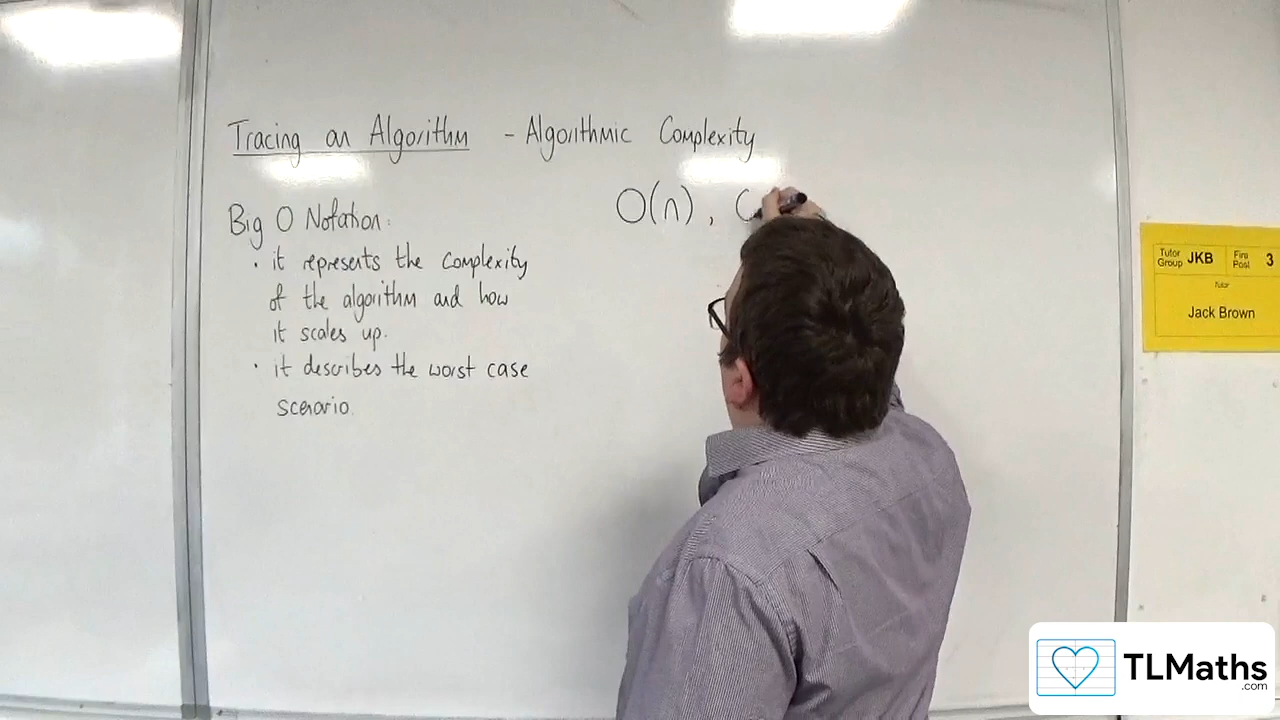 Tracing an Algorithm - Algorithmic Complexity
O(n), 
Big O Notation:
· it represents the complexity
of the algorithm and how
it scales up.
· it describes the worst case
scenario.
Tutor Group JKB
Fire Post 3
Tutor
Jack Brown
TLMaths
.com